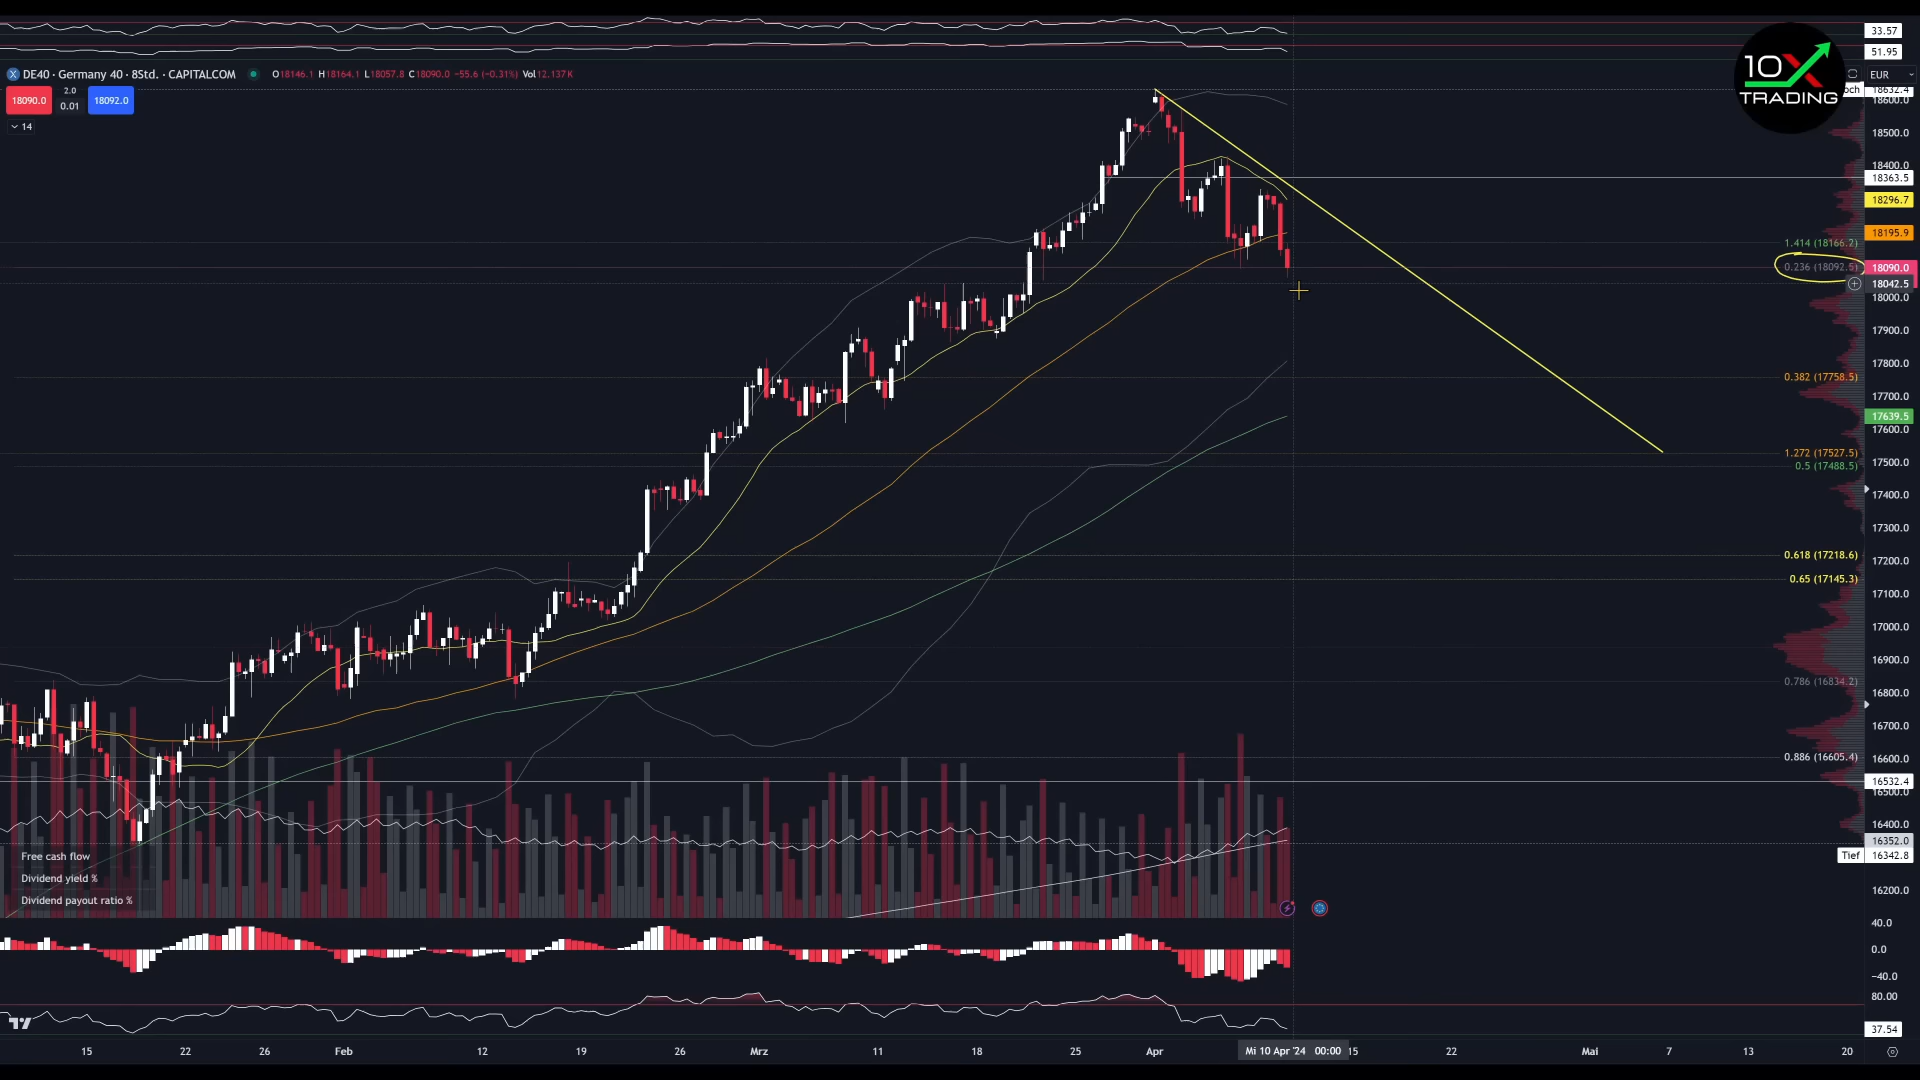 33.57
51.95
DE40 · Germany 40 · 8Std. · CAPITALCOM O18146.1 H18164.1 L18057.8 C18090.0 −55.6 (−0.31%) Vol12.137K
18090.0 2.0 0.01 18092.0
14
10X
TRADING
EUR
18632.4
18600.0
18500.0
18400.0
18363.5
18296.7
18195.9
1.414 (18166.2)
0.236 (18092.5) 18090.0
18042.5
18000.0
17900.0
17800.0
0.382 (17758.5)
17700.0
17639.5
17600.0
1.272 (17527.5)
0.5 (17488.5) 17500.0
17400.0
17300.0
0.618 (17218.6) 17200.0
0.65 (17145.3)
17100.0
17000.0
16900.0
0.786 (16834.2)
16800.0
16700.0
0.886 (16605.4) 16600.0
16532.4
16500.0
16400.0
16352.0
Tief 16342.8
16200.0
Free cash flow
Dividend yield %
Dividend payout ratio %
40.0
0.0
−40.0
80.00
37.54
15 22 26 Feb 12 19 26 Mrz 11 18 25 Apr Mi 10 Apr '24 00:00 15 22 Mai 7 13 20